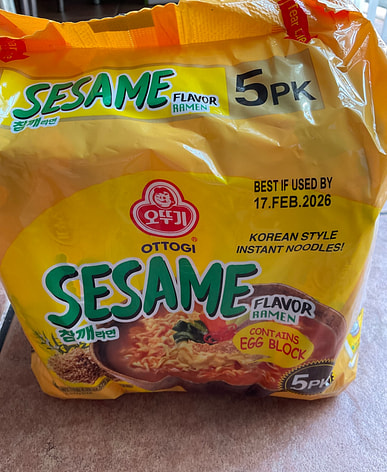 SESAME
FLAVOR
RAMEN
참깨라면
5PK
오뚜기
OTTOGI
BEST IF USED BY
17.FEB.2026
KOREAN STYLE
INSTANT NOODLES!
SESAME
FLAVOR
RAMEN
참깨라면
CONTAINS
EGG BLOCK
5PK